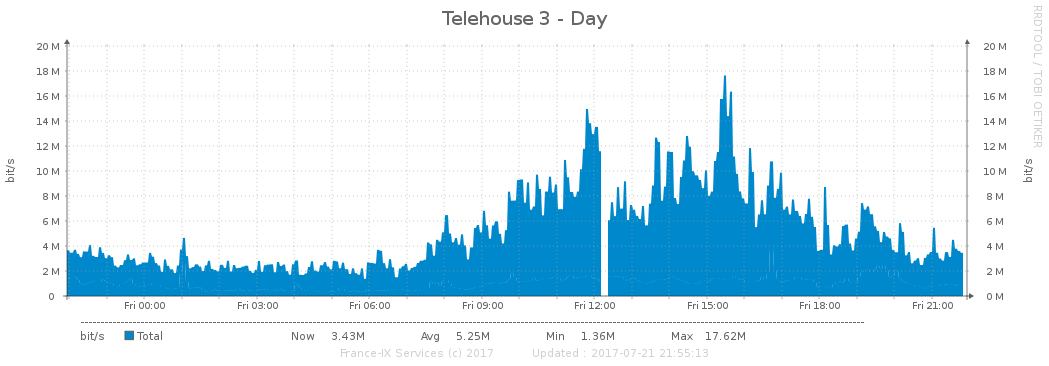 Telehouse 3 - Day
RRDTOOL / TOBI OETIKER
20 M 20 M
18 M 18 M
16 M 16 M
14 M 14 M
12 M 12 M
10 M 10 M
8 M 8 M
6 M 6 M
4 M 4 M
2 M 2 M
0 0 M
bit/s bit/s
Fri 00:00 Fri 03:00 Fri 06:00 Fri 09:00 Fri 12:00 Fri 15:00 Fri 18:00 Fri 21:00
bit/s Total Now 3.43M Avg 5.25M Min 1.36M Max 17.62M
France-IX Services (c) 2017 Updated : 2017-07-21 21:55:13